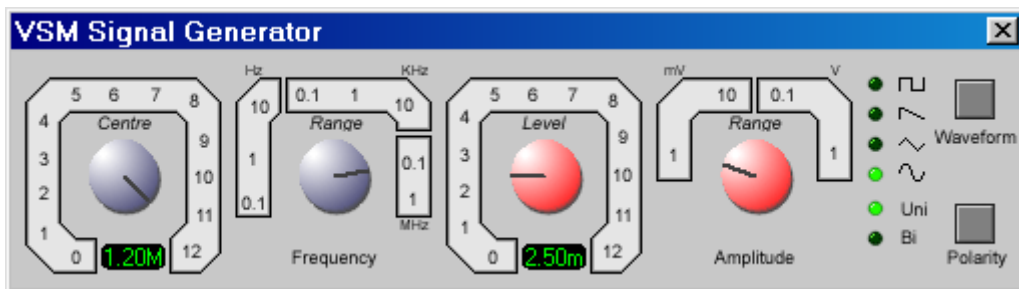 VSM Signal Generator
Hz KHz mV V
5 6 7 8 10 0.1 1 10 5 6 7 8 10 0.1
4 Centre Range 4 Level Range
9 9 Waveform
3 1 0.1 3 1 1
2 10 2 10
0.1 1 Uni
1 11 MHz 1 11 Bi
0 1.20M 12 Frequency 0 2.50m 12 Amplitude Polarity